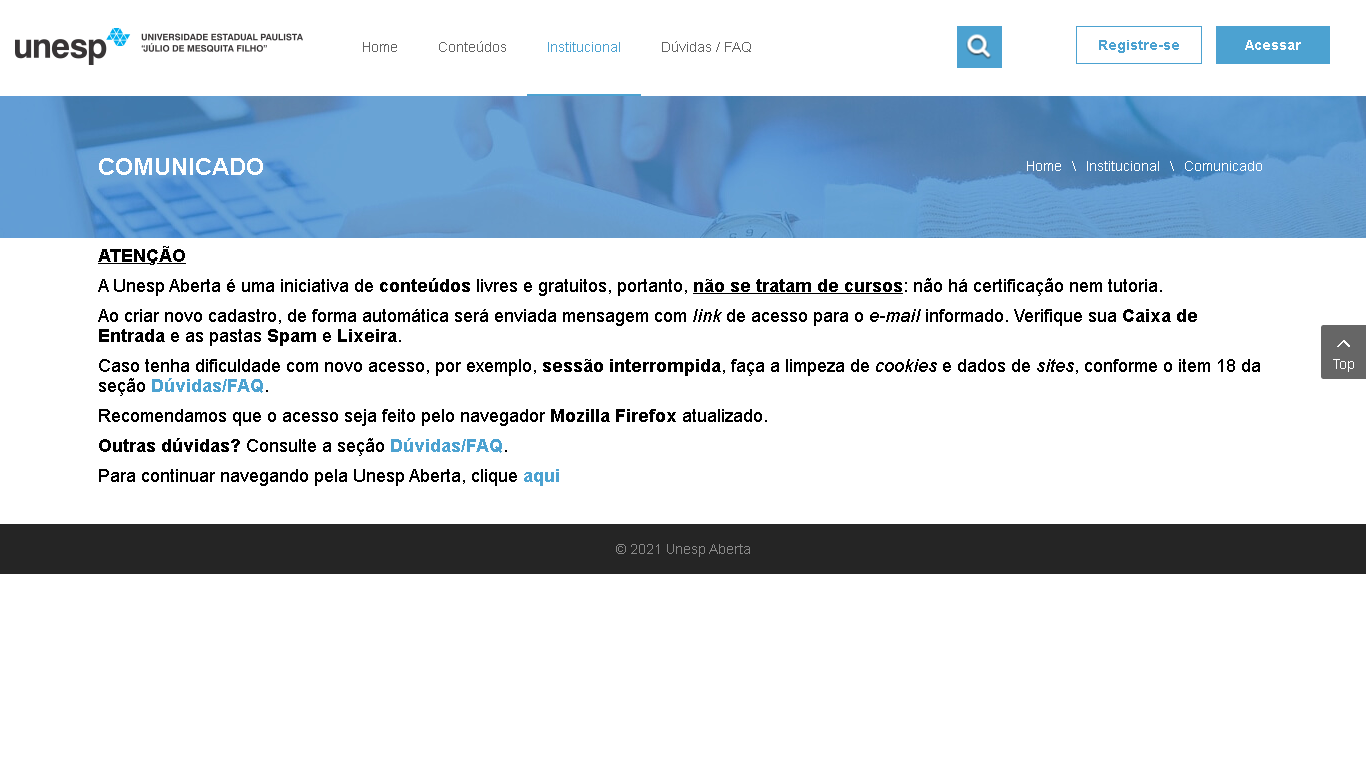 unesp
UNIVERSIDADE ESTADUAL PAULISTA
"JÚLIO DE MESQUITA FILHO"
Home
Conteúdos
Institucional
Dúvidas / FAQ
Registre-se
Acessar
COMUNICADO
Home \ Institucional \ Comunicado
ATENÇÃO
A Unesp Aberta é uma iniciativa de conteúdos livres e gratuitos, portanto, não se tratam de cursos: não há certificação nem tutoria.
Ao criar novo cadastro, de forma automática será enviada mensagem com link de acesso para o e-mail informado. Verifique sua Caixa de
Entrada e as pastas Spam e Lixeira.
Caso tenha dificuldade com novo acesso, por exemplo, sessão interrompida, faça a limpeza de cookies e dados de sites, conforme o item 18 da
seção Dúvidas/FAQ.
Recomendamos que o acesso seja feito pelo navegador Mozilla Firefox atualizado.
Outras dúvidas? Consulte a seção Dúvidas/FAQ.
Para continuar navegando pela Unesp Aberta, clique aqui
Top
© 2021 Unesp Aberta